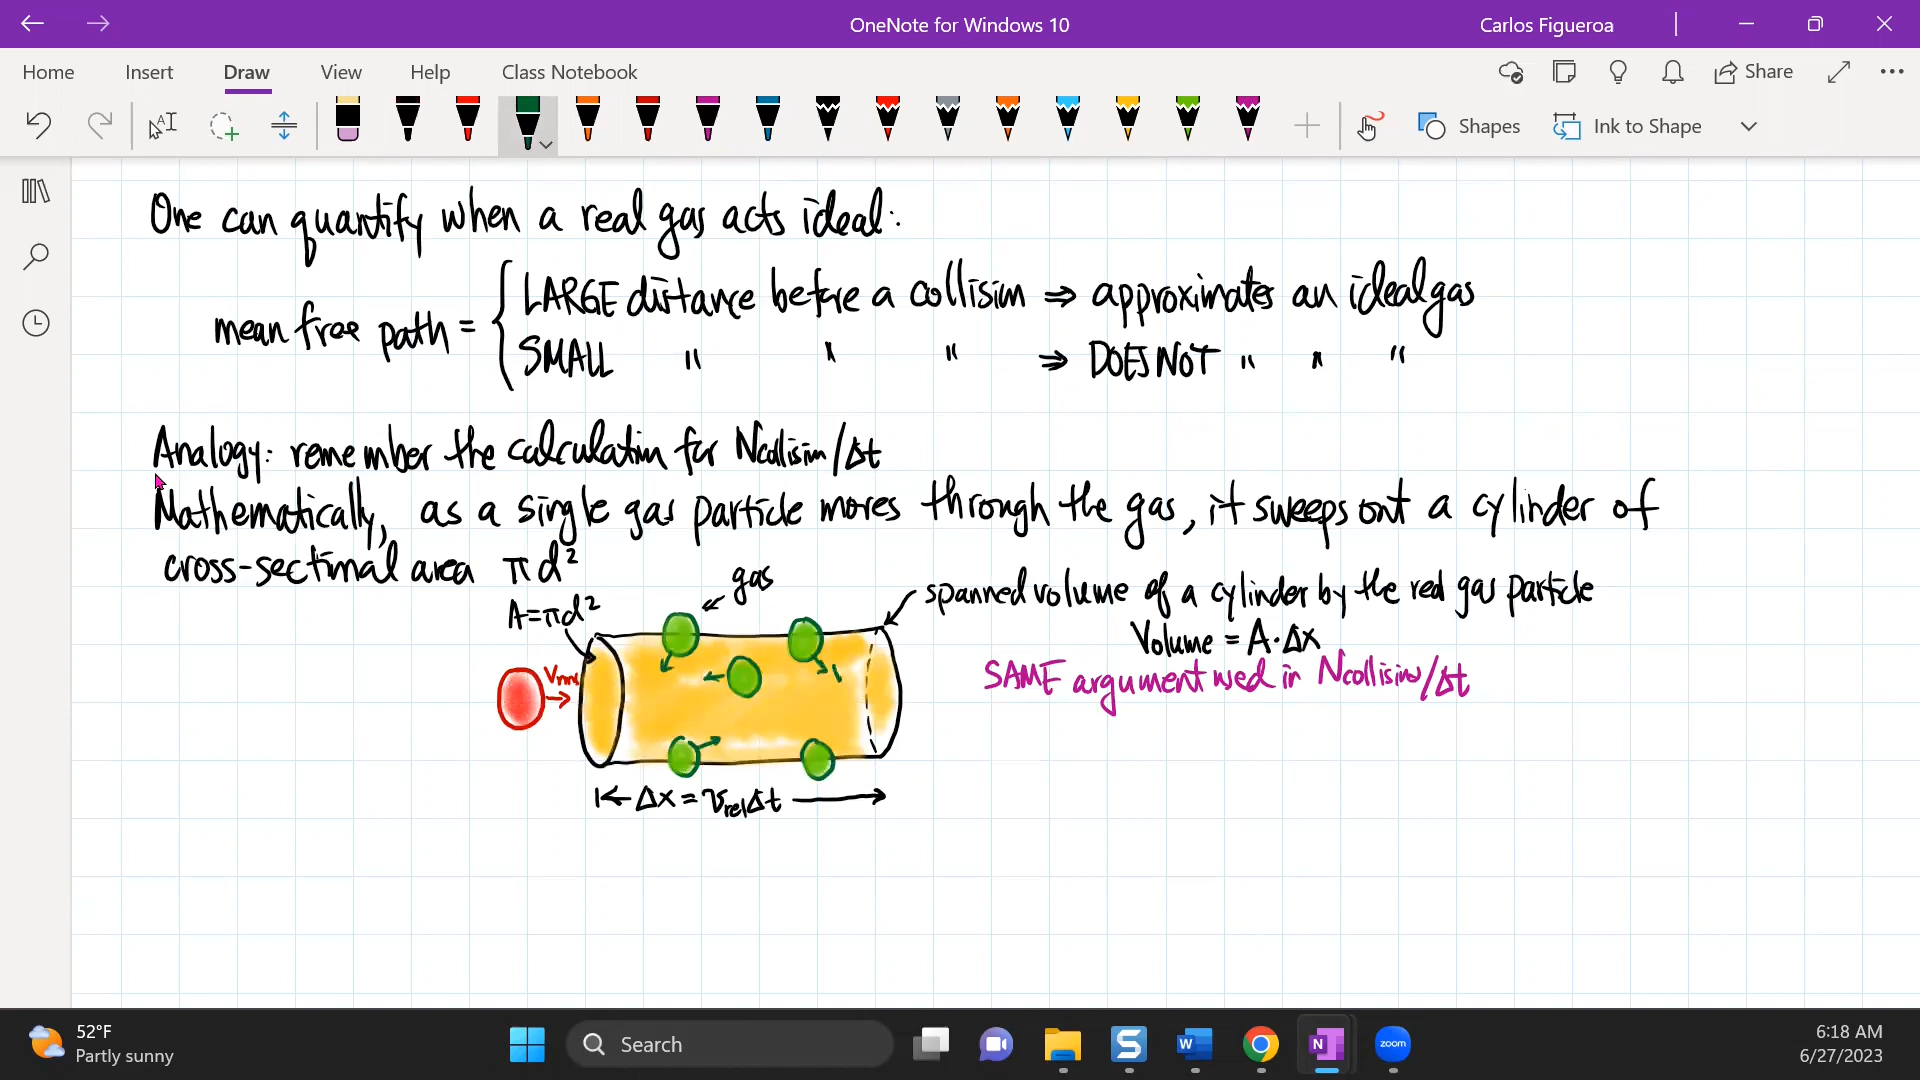 OneNote for Windows 10
Carlos Figueroa
Home Insert Draw View Help Class Notebook
Share
Shapes Ink to Shape
One can quantify when a real gas acts ideal:
mean free path = { LARGE distance before a collision ⇒ approximates an ideal gas
SMALL " " " ⇒ DOES NOT " " "
Analogy: remember the calculation for Ncollision/Δt
Mathematically, as a single gas particle moves through the gas, it sweeps out a cylinder of
cross-sectional area πd²
gas
A=πd²
spanned volume of a cylinder by the red gas particle
Volume = A·Δx
SAME argument used in Ncollisions/Δt
Vrms
Δx = vrelΔt
52°F
Partly sunny
Search
zoom
6:18 AM
6/27/2023